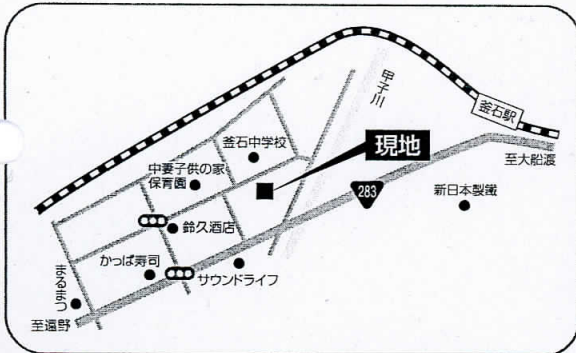 甲子川
釜石駅
釜石中学校
現地
至大船渡
中妻子供の家
保育園
283
新日本製鐵
鈴久酒店
かっぱ寿司
サウンドライフ
まるまつ
至遠野